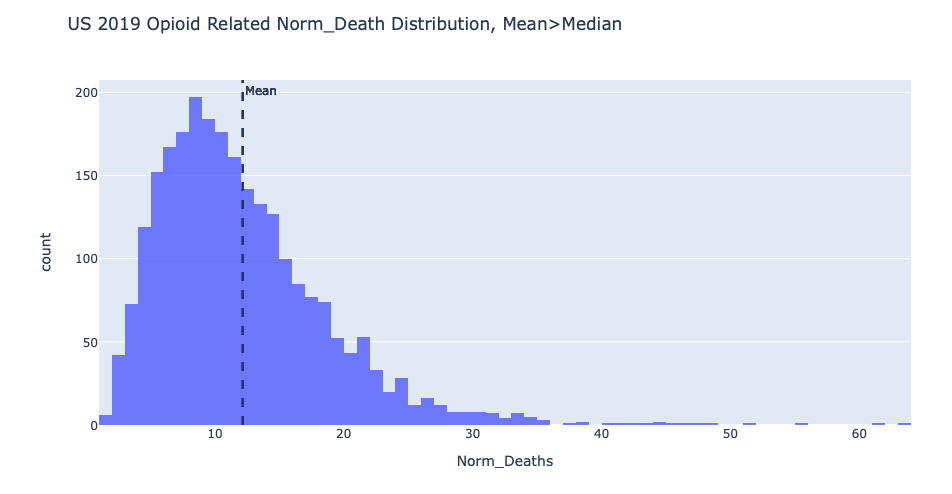 US 2019 Opioid Related Norm_Death Distribution, Mean>Median
Mean
200
150
100
50
0
count
10 20 30 40 50 60
Norm_Deaths